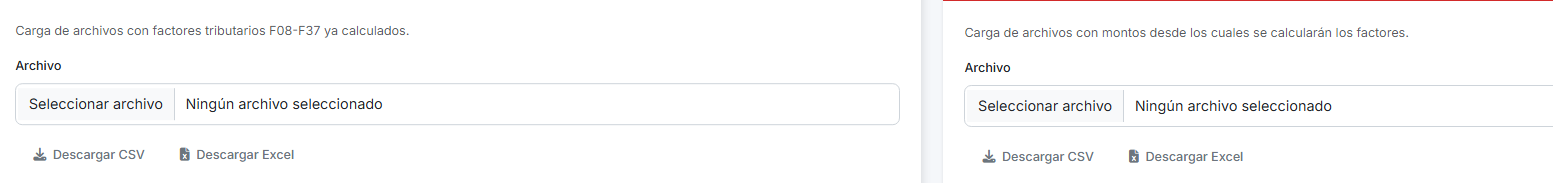 Carga de archivos con factores tributarios F08-F37 ya calculados.
Archivo
Seleccionar archivo Ningún archivo seleccionado
Descargar CSV Descargar Excel
Carga de archivos con montos desde los cuales se calcularán los factores.
Archivo
Seleccionar archivo Ningún archivo seleccionado
Descargar CSV Descargar Excel